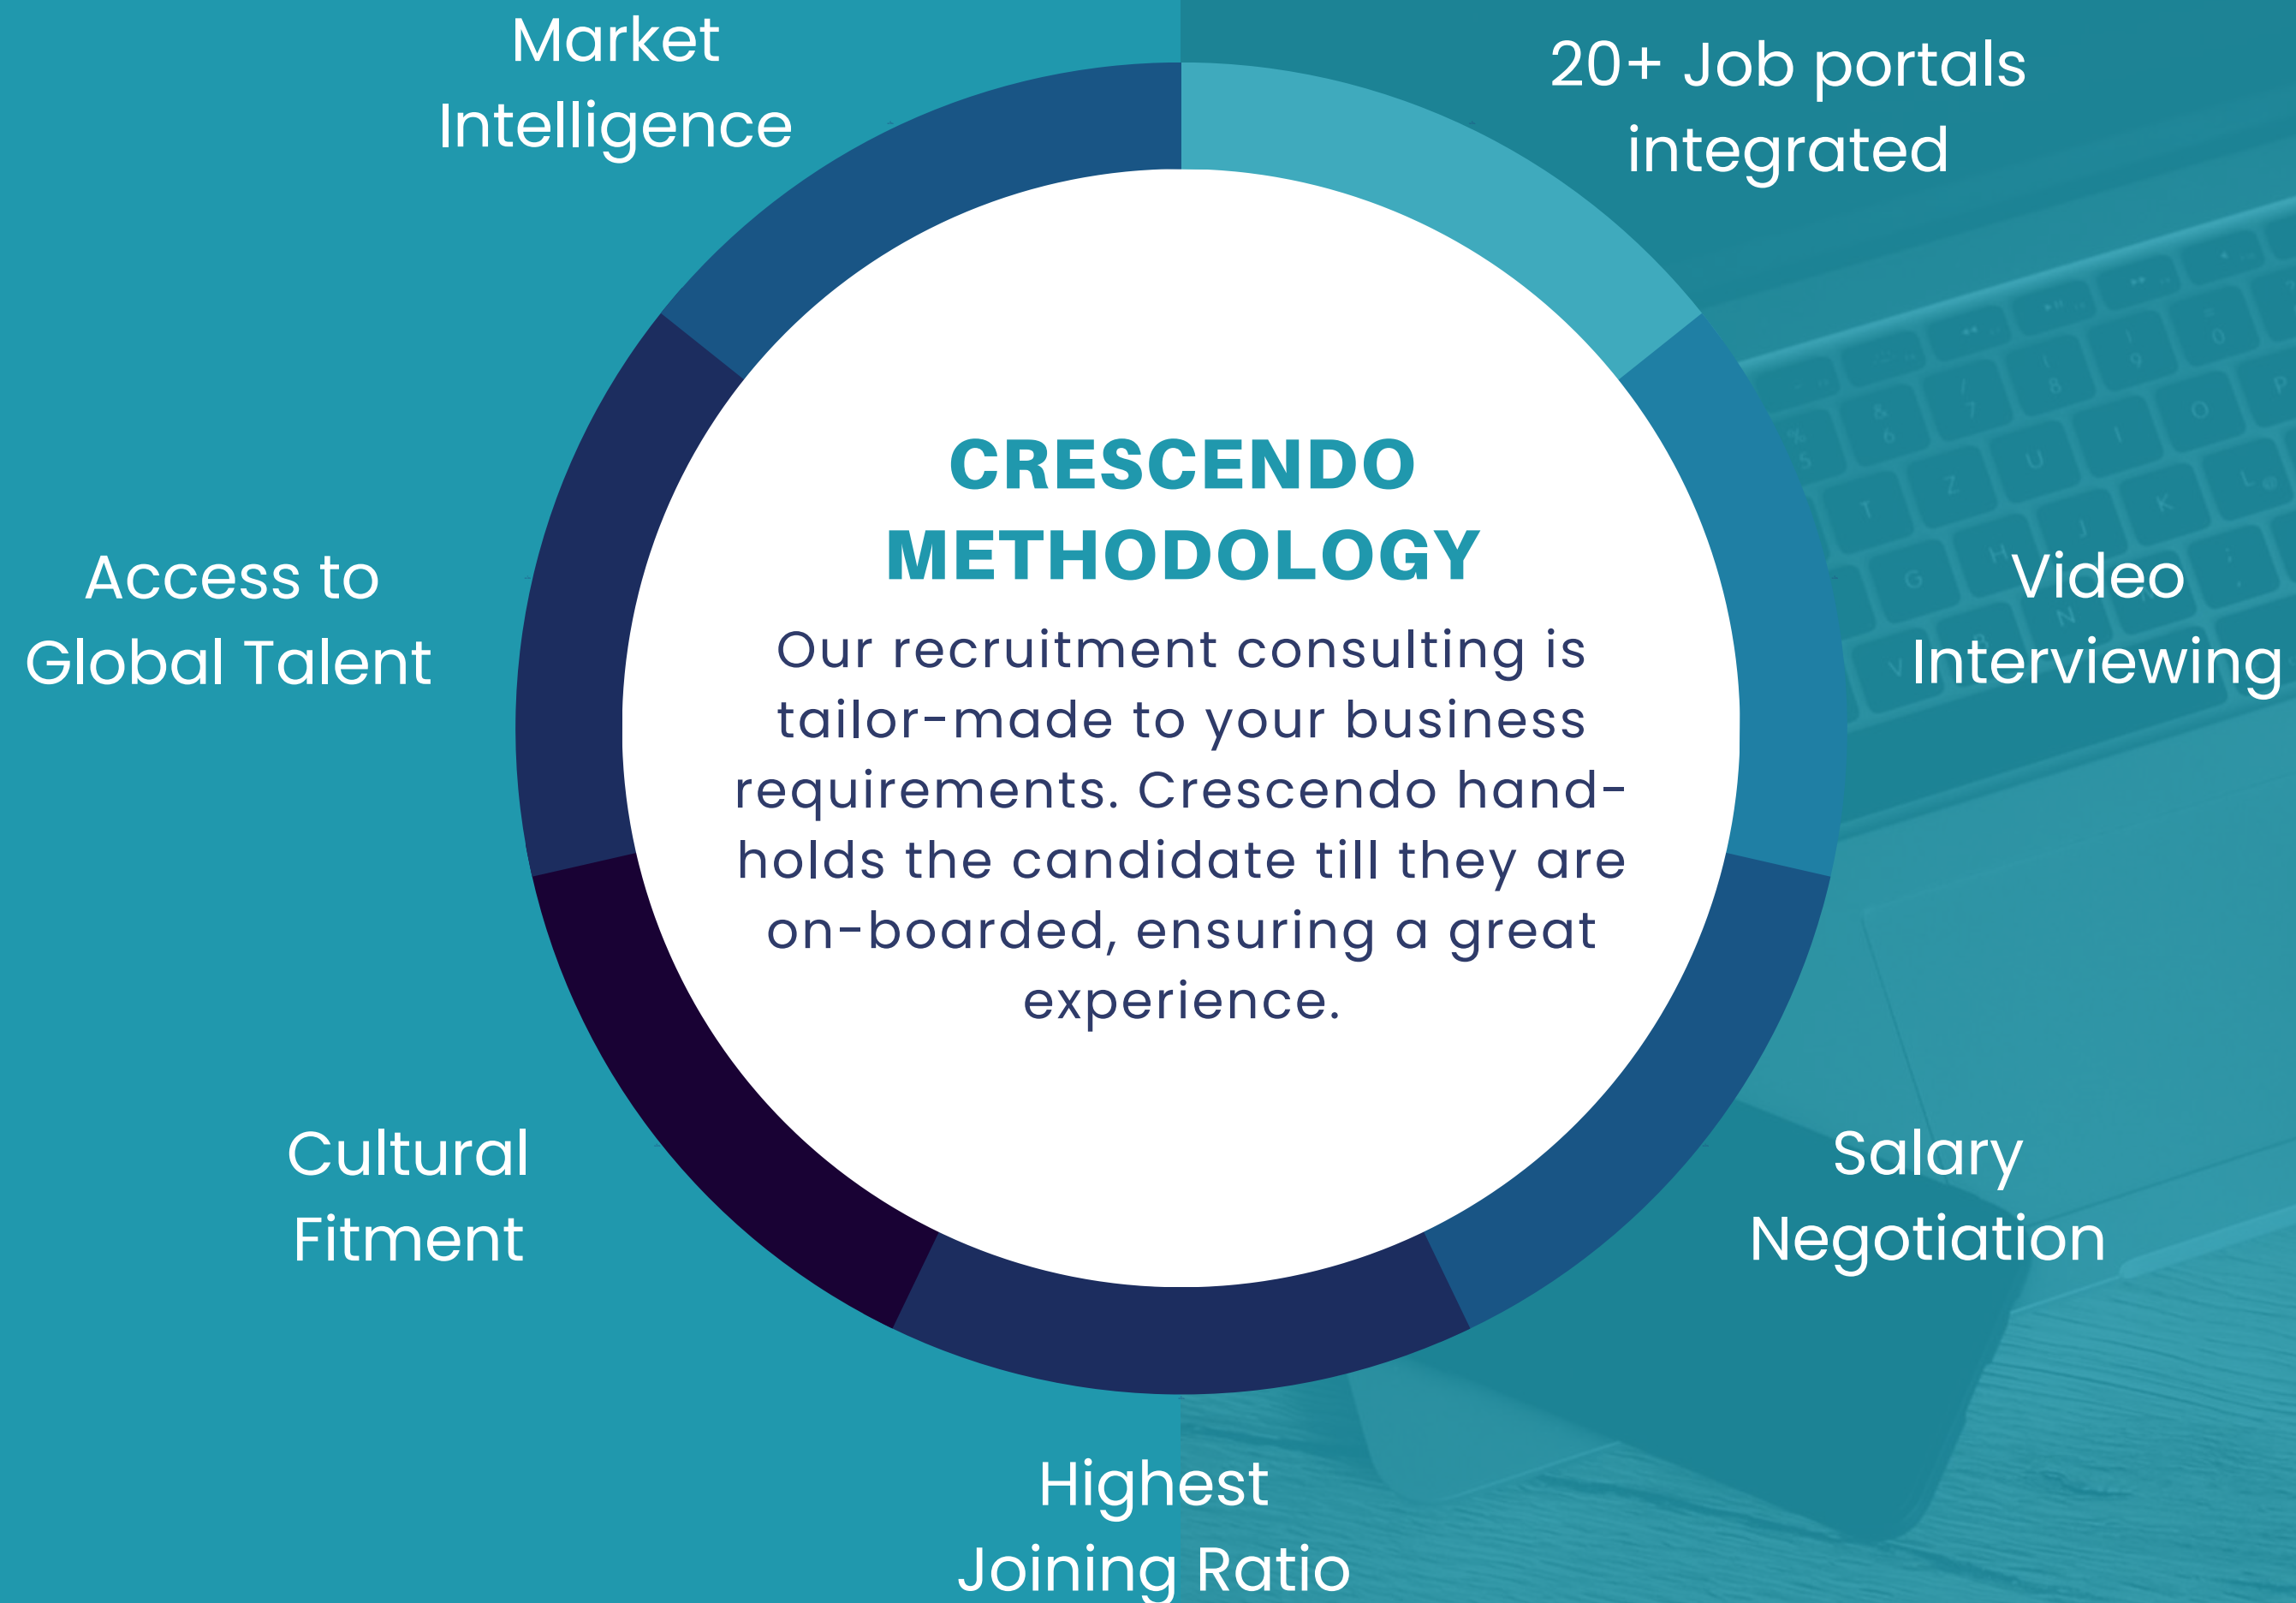 Market
Intelligence
20+ Job portals
integrated
CRESCENDO
METHODOLOGY
Our recruitment consulting is
tailor-made to your business
requirements. Crescendo hand-
holds the candidate till they are
on-boarded, ensuring a great
experience.
Access to
Global Talent
Video
Interviewing
Cultural
Fitment
Salary
Negotiation
Highest
Joining Ratio